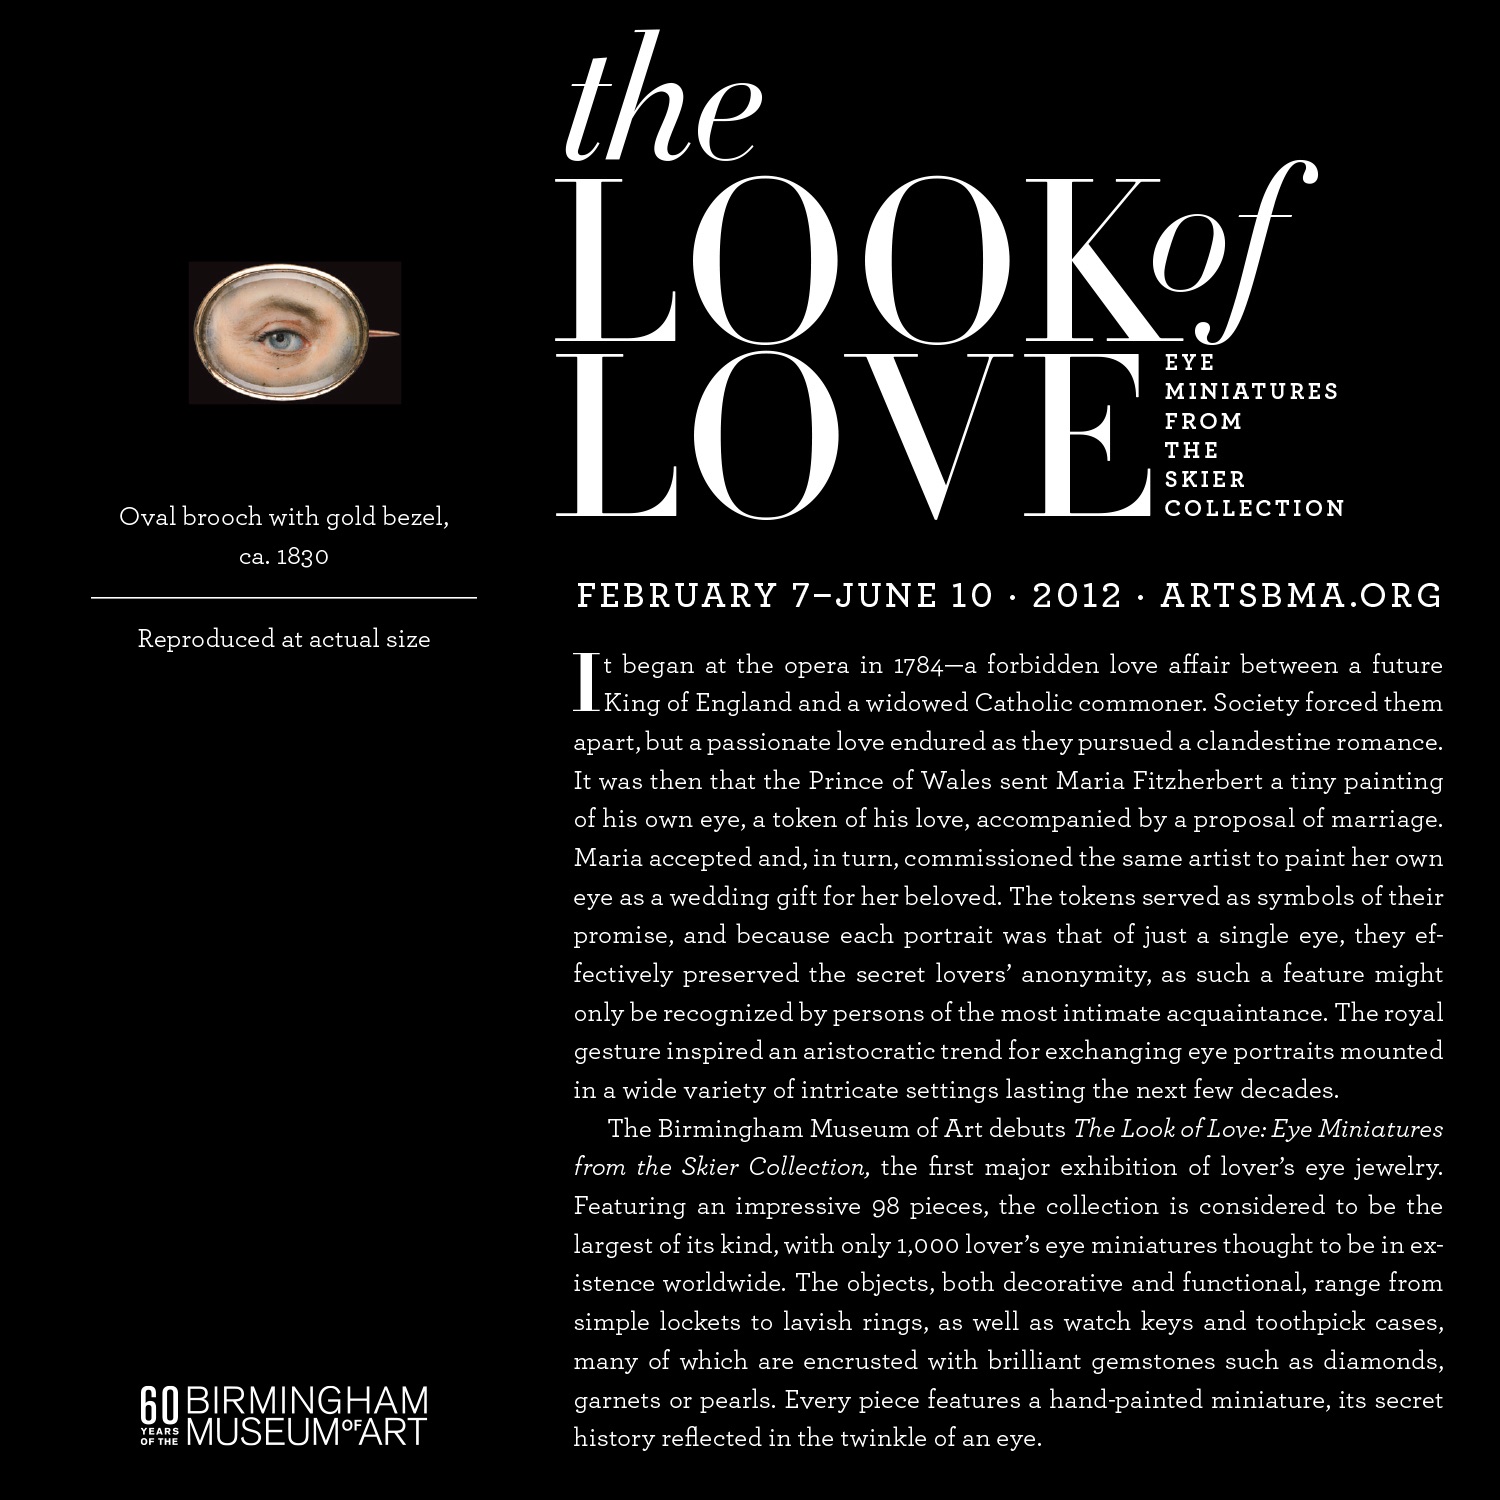 the
LOOK of
LOVE
EYE
MINIATURES
FROM
THE
SKIER
COLLECTION
Oval brooch with gold bezel,
ca. 1830
Reproduced at actual size
FEBRUARY 7–JUNE 10 · 2012 · ARTSBMA.ORG
It began at the opera in 1784—a forbidden love affair between a future
King of England and a widowed Catholic commoner. Society forced them
apart, but a passionate love endured as they pursued a clandestine romance.
It was then that the Prince of Wales sent Maria Fitzherbert a tiny painting
of his own eye, a token of his love, accompanied by a proposal of marriage.
Maria accepted and, in turn, commissioned the same artist to paint her own
eye as a wedding gift for her beloved. The tokens served as symbols of their
promise, and because each portrait was that of just a single eye, they ef-
fectively preserved the secret lovers’ anonymity, as such a feature might
only be recognized by persons of the most intimate acquaintance. The royal
gesture inspired an aristocratic trend for exchanging eye portraits mounted
in a wide variety of intricate settings lasting the next few decades.
The Birmingham Museum of Art debuts The Look of Love: Eye Miniatures
from the Skier Collection, the first major exhibition of lover’s eye jewelry.
Featuring an impressive 98 pieces, the collection is considered to be the
largest of its kind, with only 1,000 lover’s eye miniatures thought to be in ex-
istence worldwide. The objects, both decorative and functional, range from
simple lockets to lavish rings, as well as watch keys and toothpick cases,
many of which are encrusted with brilliant gemstones such as diamonds,
garnets or pearls. Every piece features a hand-painted miniature, its secret
history reflected in the twinkle of an eye.
60 YEARS OF THE
BIRMINGHAM
MUSEUM OF ART